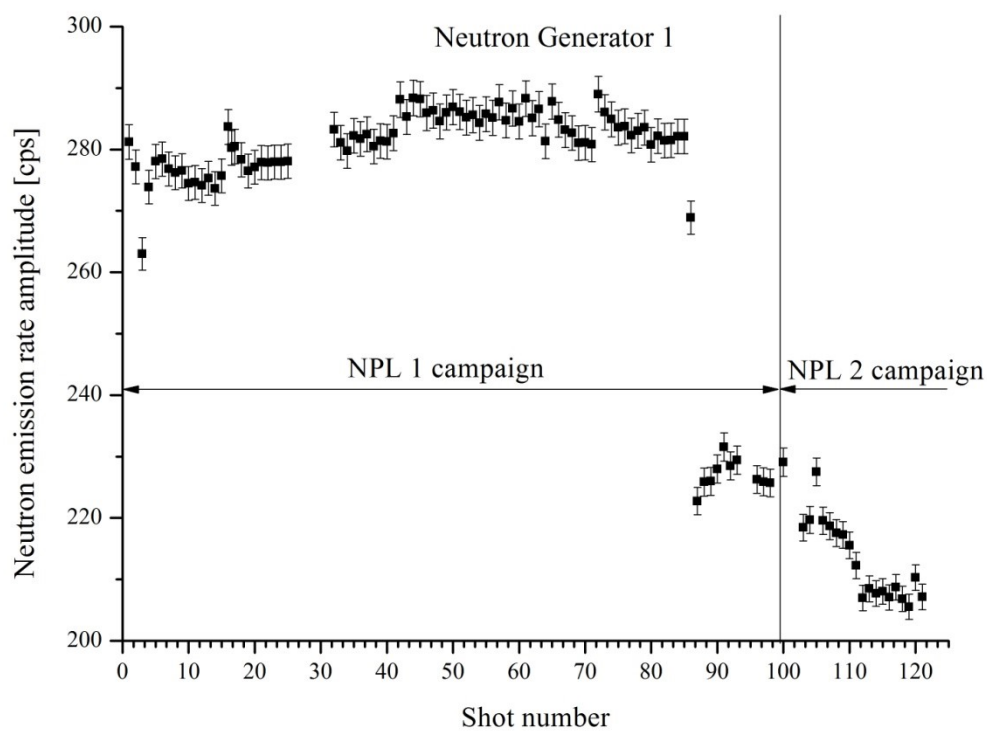 Neutron Generator 1
NPL 1 campaign
NPL 2 campaign
Neutron emission rate amplitude [cps]
300
280
260
240
220
200
0 10 20 30 40 50 60 70 80 90 100 110 120
Shot number